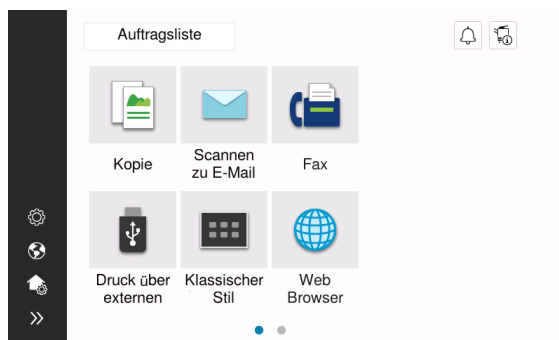 Auftragsliste
Kopie
Scannen
zu E-Mail
Fax
Druck über
externen
Klassischer
Stil
Web
Browser